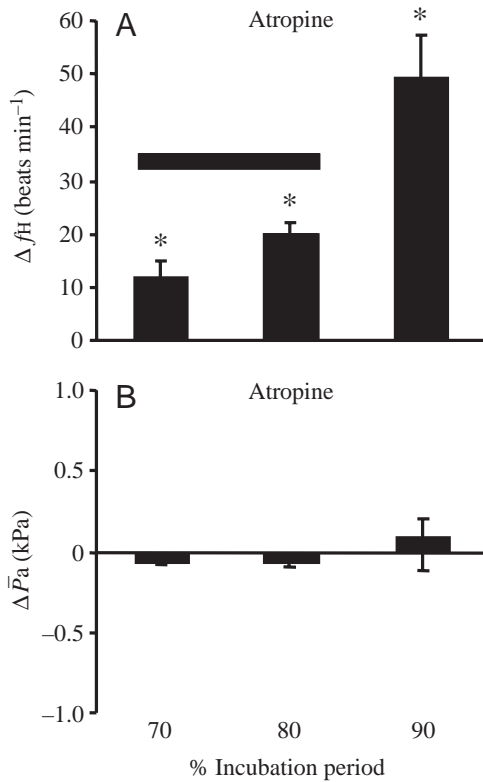 A
Atropine
60
50
40
30
20
10
0
Δ fH (beats min⁻¹)
*
*
*
B
Atropine
1.0
0.5
0
–0.5
–1.0
ΔP̄a (kPa)
70 80 90
% Incubation period